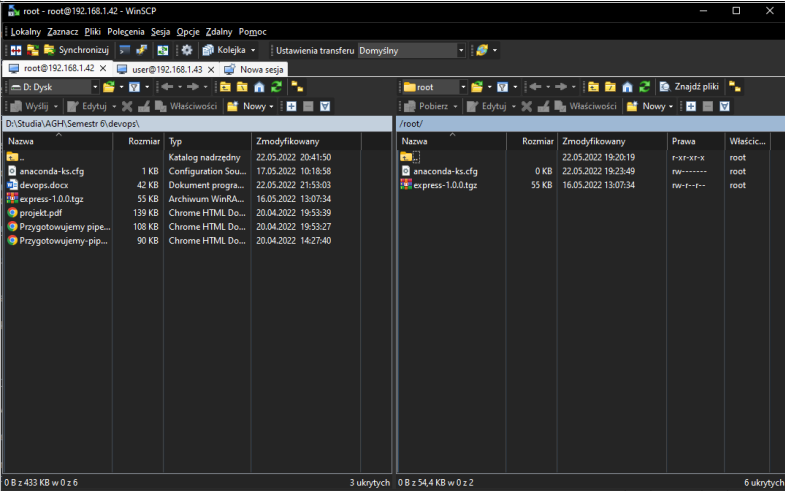 root - root@192.168.1.42 - WinSCP
Lokalny Zaznacz Pliki Polecenia Sesja Opcje Zdalny Pomoc
Synchronizuj Kolejka Ustawienia transferu Domyślny
root@192.168.1.42 × user@192.168.1.43 × Nowa sesja
D: Dysk
Wyślij Edytuj Właściwości Nowy
D:\Studia\AGH\Semestr 6\devops\
Nazwa Rozmiar Typ Zmodyfikowany
.. Katalog nadrzędny 22.05.2022 20:41:50
anaconda-ks.cfg 1 KB Configuration Sou... 17.05.2022 10:18:58
devops.docx 42 KB Dokument progra... 22.05.2022 21:53:03
express-1.0.0.tgz 55 KB Archiwum WinRA... 16.05.2022 13:07:34
projekt.pdf 139 KB Chrome HTML Do... 20.04.2022 19:53:39
Przygotowujemy pipe... 108 KB Chrome HTML Do... 20.04.2022 19:53:27
Przygotowujemy-pip... 90 KB Chrome HTML Do... 20.04.2022 14:27:40
0 B z 433 KB w 0 z 6 3 ukrytych
root Znajdź pliki
Pobierz Edytuj Właściwości Nowy
/root/
Nazwa Rozmiar Zmodyfikowany Prawa Właścic...
.. 22.05.2022 19:20:19 r-xr-xr-x root
anaconda-ks.cfg 0 KB 22.05.2022 19:23:49 rw------- root
express-1.0.0.tgz 55 KB 16.05.2022 13:07:34 rw-r--r-- root
0 B z 54,4 KB w 0 z 2 6 ukrytych